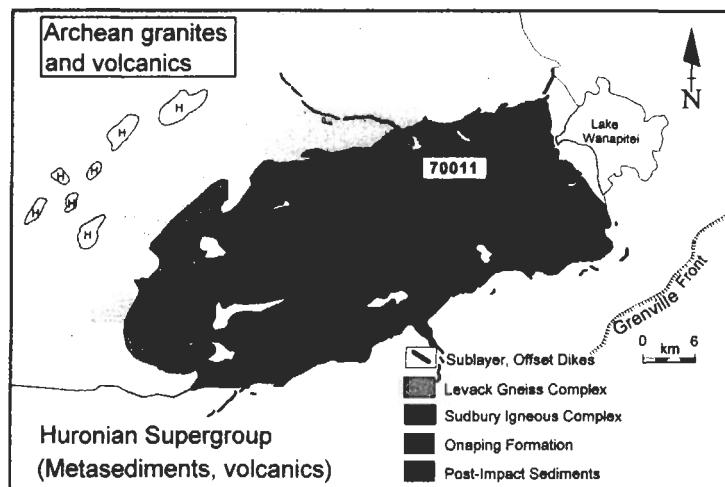 Archean granites
and volcanics
H
H
H
H
H
H
H
N
Lake
Wanapitei
70011
Grenville Front
0 km 6
Sublayer, Offset Dikes
Levack Gneiss Complex
Sudbury Igneous Complex
Onaping Formation
Post-Impact Sediments
Huronian Supergroup
(Metasediments, volcanics)